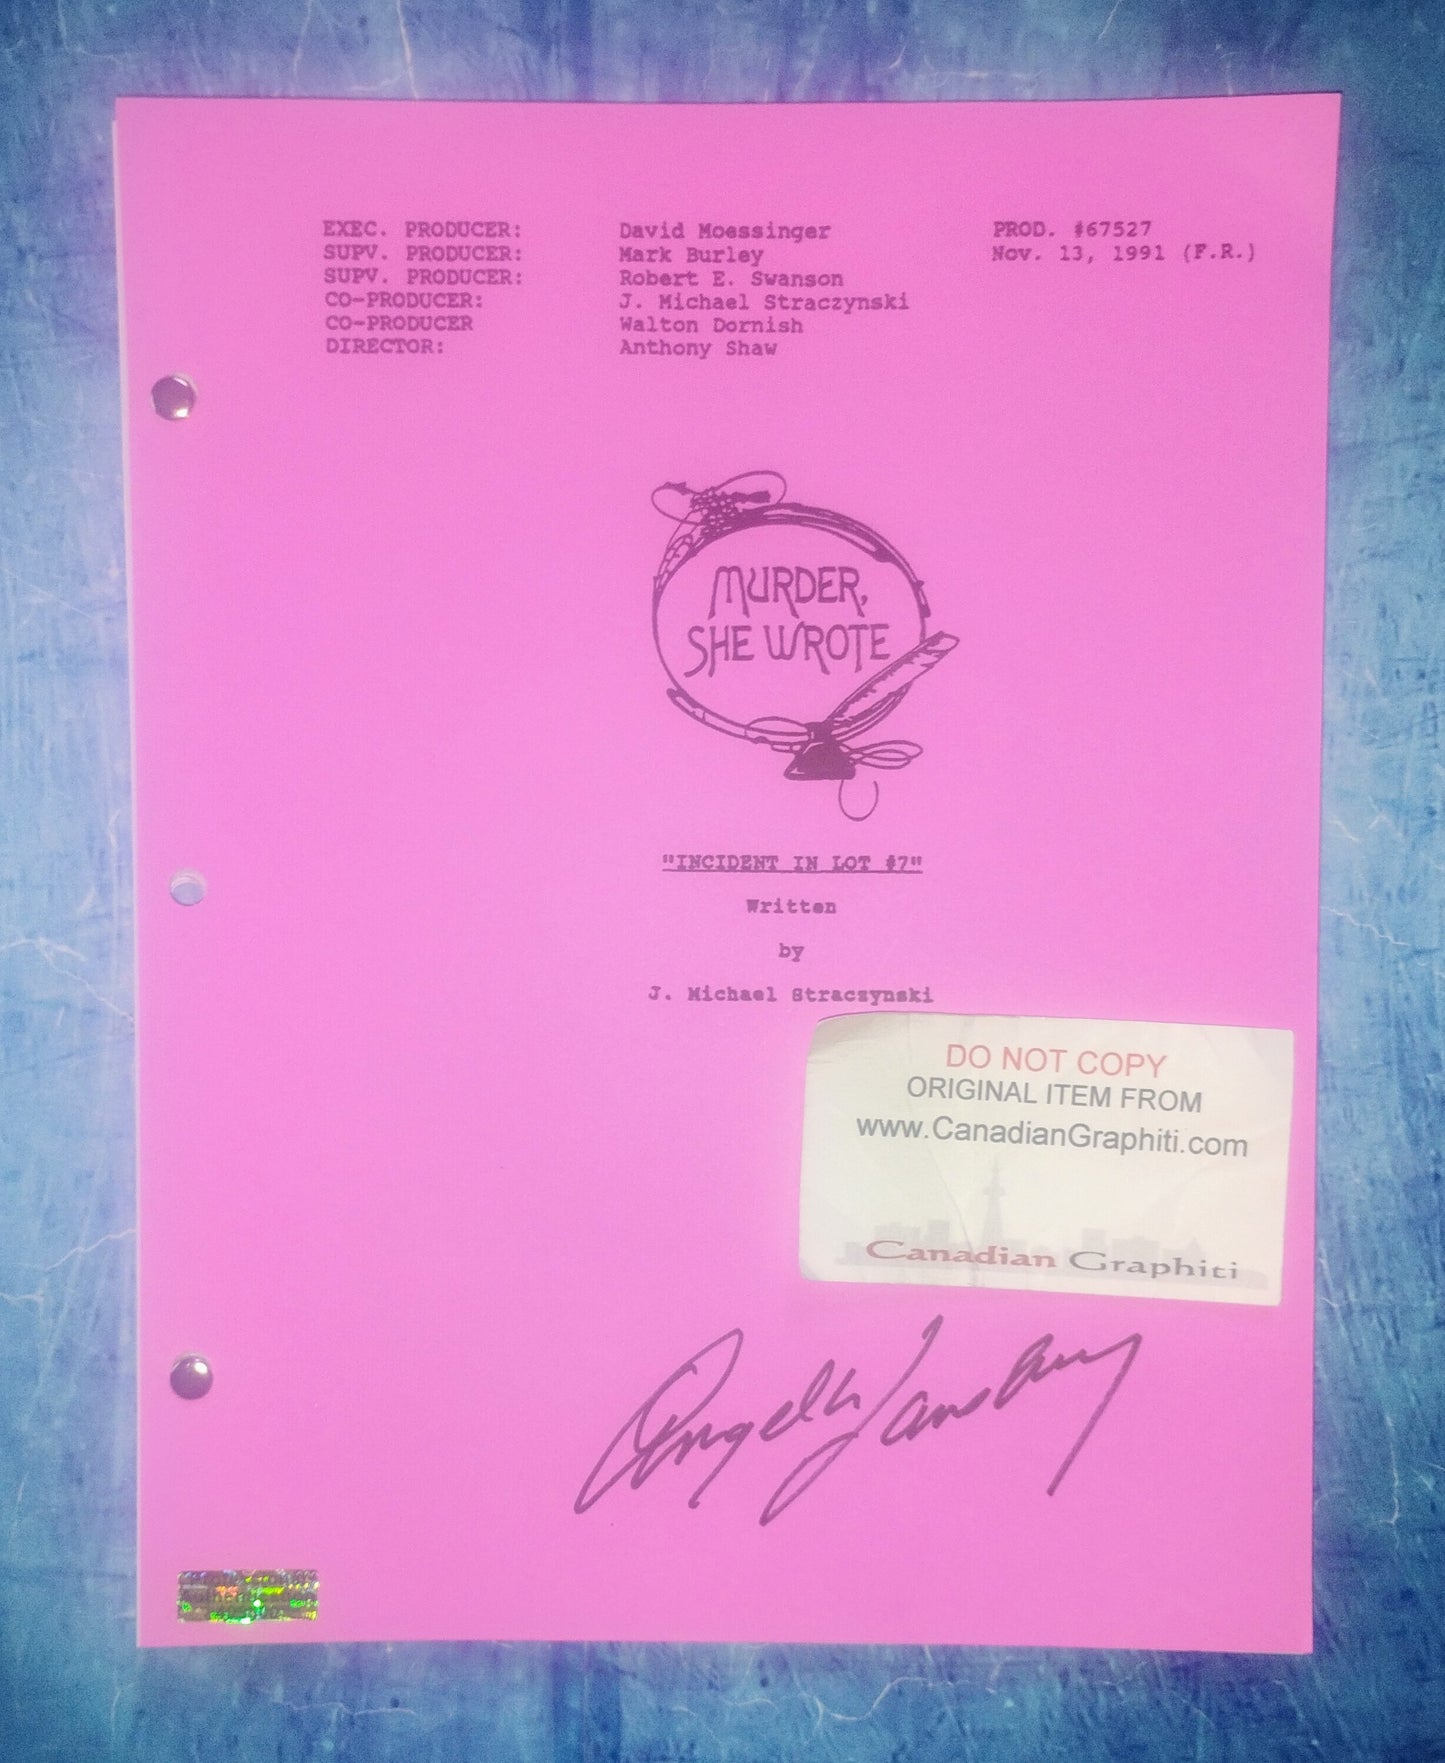 EXEC. PRODUCER: David Moessinger PROD. #67527
SUPV. PRODUCER: Mark Burley Nov. 13, 1991 (F.R.)
SUPV. PRODUCER: Robert E. Swanson
CO-PRODUCER: J. Michael Straczynski
CO-PRODUCER Walton Dornish
DIRECTOR: Anthony Shaw
MURDER,
SHE WROTE
"INCIDENT IN LOT #7"
Written
by
J. Michael Straczynski
DO NOT COPY
ORIGINAL ITEM FROM
www.CanadianGraphiti.com
Canadian Graphiti
Angela Lansbury